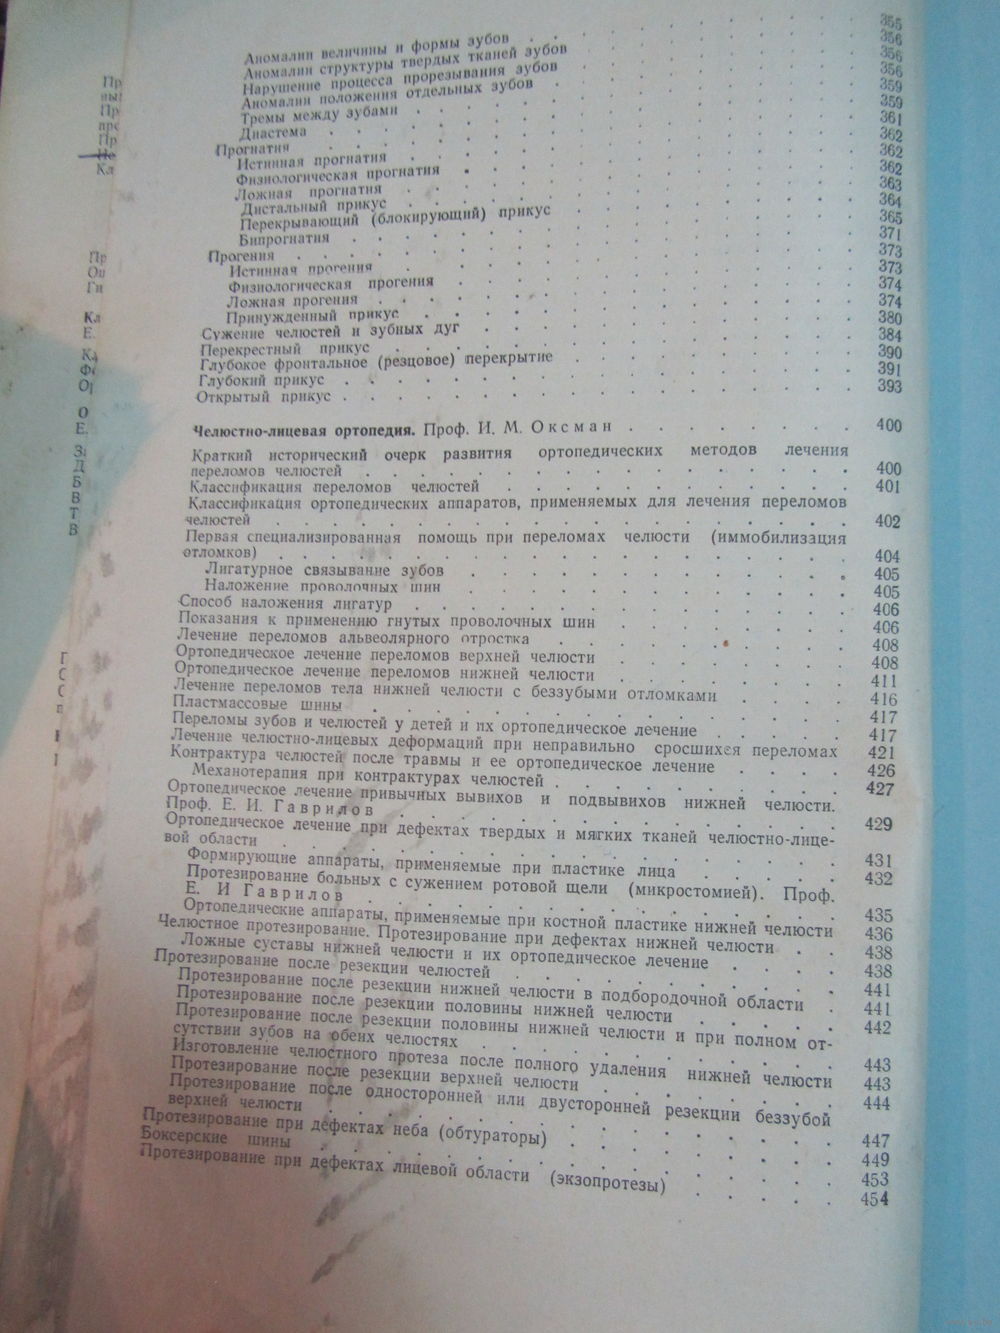 Аномалии величины и формы зубов . . . 355
Аномалии структуры твердых тканей зубов . . . 356
Нарушение процесса прорезывания зубов . . . 356
Аномалии положения отдельных зубов . . . 356
Тремы между зубами . . . 359
Диастема . . . 359
Прогнатия . . . 361
Истинная прогнатия . . . 362
Физиологическая прогнатия . . . 362
Ложная прогнатия . . . 362
Дистальный прикус . . . 363
Перекрывающий (блокирующий) прикус . . . 364
Бипрогнатия . . . 365
Прогения . . . 371
Истинная прогения . . . 373
Физиологическая прогения . . . 373
Ложная прогения . . . 374
Принужденный прикус . . . 374
Сужение челюстей и зубных дуг . . . 380
Перекрестный прикус . . . 384
Глубокое фронтальное (резцовое) перекрытие . . . 390
Глубокий прикус . . . 391
Открытый прикус . . . 393
Челюстно-лицевая ортопедия. Проф. И. М. Оксман . . . 400
Краткий исторический очерк развития ортопедических методов лечения
переломов челюстей . . . 400
Классификация переломов челюстей . . . 401
Классификация ортопедических аппаратов, применяемых для лечения переломов
челюстей . . . 402
Первая специализированная помощь при переломах челюсти (иммобилизация
отломков) . . . 404
Лигатурное связывание зубов . . . 405
Наложение проволочных шин . . . 405
Способ наложения лигатур . . . 406
Показания к применению гнутых проволочных шин . . . 406
Лечение переломов альвеолярного отростка . . . 408
Ортопедическое лечение переломов верхней челюсти . . . 408
Ортопедическое лечение переломов нижней челюсти . . . 411
Лечение переломов тела нижней челюсти с беззубыми отломками . . . 416
Пластмассовые шины . . . 417
Переломы зубов и челюстей у детей и их ортопедическое лечение . . . 417
Лечение челюстно-лицевых деформаций при неправильно сросшихся переломах 421
Контрактура челюстей после травмы и ее ортопедическое лечение . . . 426
Механотерапия при контрактурах челюстей . . . 427
Ортопедическое лечение привычных вывихов и подвывихов нижней челюсти.
Проф. Е. И. Гаврилов . . . 429
Ортопедическое лечение при дефектах твердых и мягких тканей челюстно-лице-
вой области . . . 431
Формирующие аппараты, применяемые при пластике лица . . . 432
Протезирование больных с сужением ротовой щели (микростомией). Проф.
Е. И Гаврилов . . . 435
Ортопедические аппараты, применяемые при костной пластике нижней челюсти 436
Челюстное протезирование. Протезирование при дефектах нижней челюсти . . . 438
Ложные суставы нижней челюсти и их ортопедическое лечение . . . 438
Протезирование после резекции челюстей . . . 441
Протезирование после резекции нижней челюсти в подбородочной области . 441
Протезирование после резекции половины нижней челюсти . . . 442
Протезирование после резекции половины нижней челюсти и при полном от-
сутствии зубов на обеих челюстях . . . 443
Изготовление челюстного протеза после полного удаления нижней челюсти 443
Протезирование после резекции верхней челюсти . . . 444
Протезирование после односторонней или двусторонней резекции беззубой
верхней челюсти . . . 447
Протезирование при дефектах неба (обтураторы) . . . 449
Боксерские шины . . . 453
Протезирование при дефектах лицевой области (экзопротезы) . . . 454